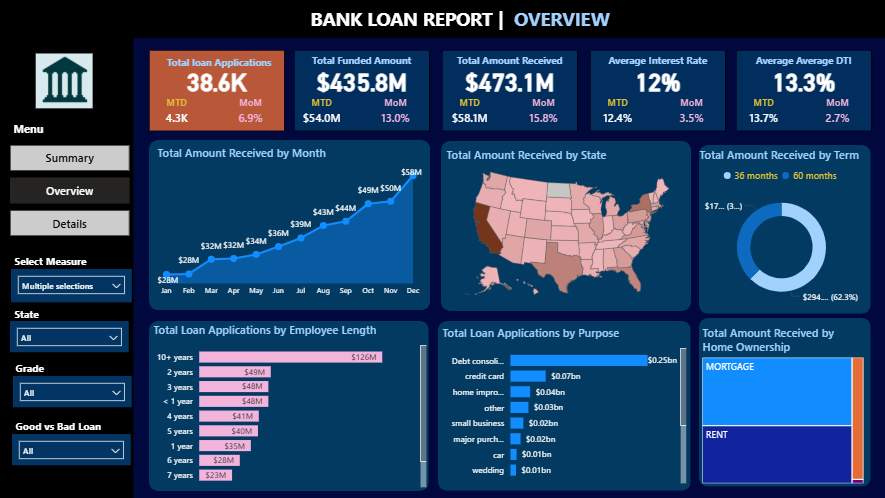 BANK LOAN REPORT | OVERVIEW
Total loan Applications
38.6K
MTD MoM
4.3K 6.9%
Total Funded Amount
$435.8M
MTD MoM
$54.0M 13.0%
Total Amount Received
$473.1M
MTD MoM
$58.1M 15.8%
Average Interest Rate
12%
MTD MoM
12.4% 3.5%
Average Average DTI
13.3%
MTD MoM
13.7% 2.7%
Menu
Summary
Overview
Details
Select Measure
Multiple selections
State
All
Grade
All
Good vs Bad Loan
All
Total Amount Received by Month
$28M
$28M
$32M
$32M
$34M
$36M
$39M
$43M
$44M
$49M
$50M
$58M
Jan Feb Mar Apr May Jun Jul Aug Sep Oct Nov Dec
Total Amount Received by State
Total Amount Received by Term
36 months 60 months
$17... (3...)
$294.... (62.3%)
Total Loan Applications by Employee Length
10+ years $126M
2 years $49M
3 years $48M
< 1 year $48M
4 years $41M
5 years $40M
1 year $35M
6 years $28M
7 years $23M
Total Loan Applications by Purpose
Debt consoli... $0.25bn
credit card $0.07bn
home impro... $0.04bn
other $0.03bn
small business $0.02bn
major purch... $0.02bn
car $0.01bn
wedding $0.01bn
Total Amount Received by
Home Ownership
MORTGAGE
RENT